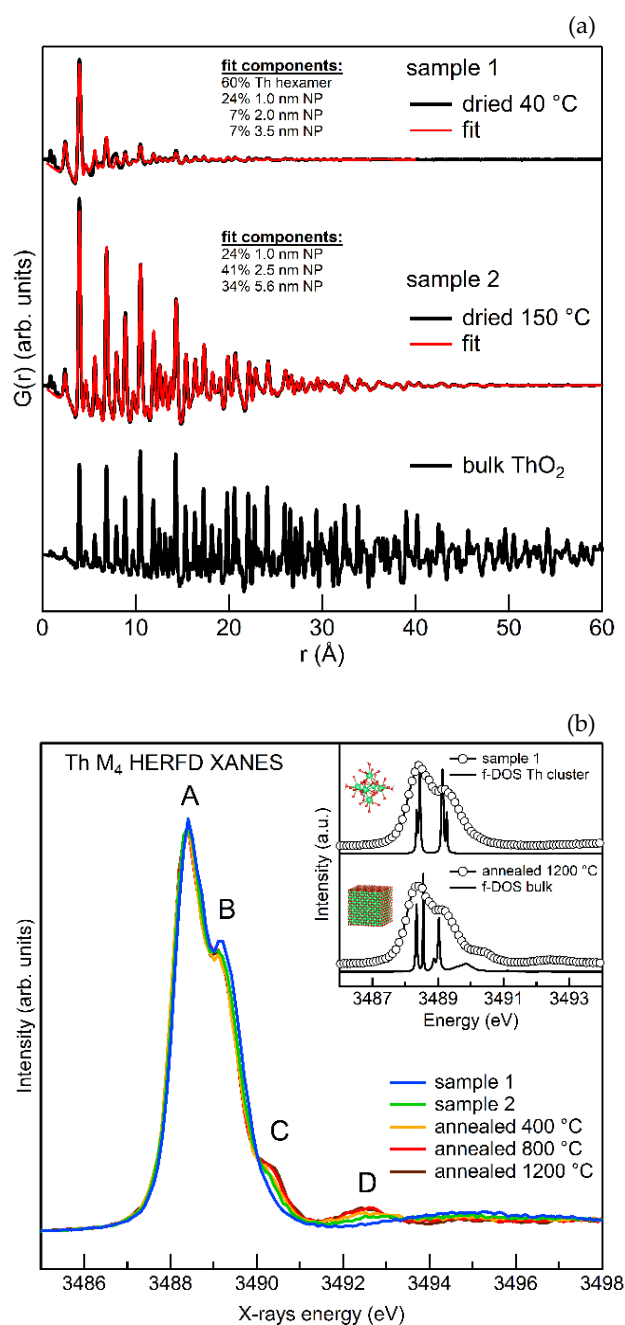 (a)
fit components:
60% Th hexamer
24% 1.0 nm NP
7% 2.0 nm NP
7% 3.5 nm NP
sample 1
dried 40 °C
fit
fit components:
24% 1.0 nm NP
41% 2.5 nm NP
34% 5.6 nm NP
sample 2
dried 150 °C
fit
bulk ThO2
G(r) (arb. units)
0 10 20 30 40 50 60
r (Å)
(b)
Th M4 HERFD XANES
A
B
C
D
sample 1
f-DOS Th cluster
annealed 1200 °C
f-DOS bulk
Intensity (a.u.)
3487 3489 3491 3493
Energy (eV)
sample 1
sample 2
annealed 400 °C
annealed 800 °C
annealed 1200 °C
Intensity (arb. units)
3486 3488 3490 3492 3494 3496 3498
X-rays energy (eV)